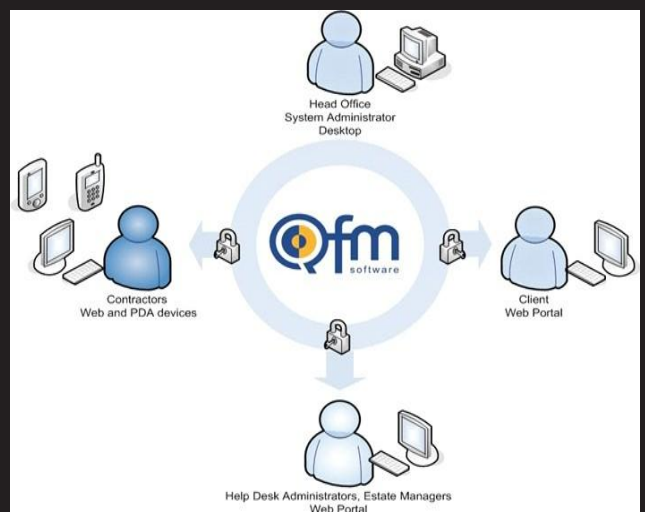 Head Office
System Administrator
Desktop
Qfm
software
Contractors
Web and PDA devices
Client
Web Portal
Help Desk Administrators, Estate Managers
Web Portal